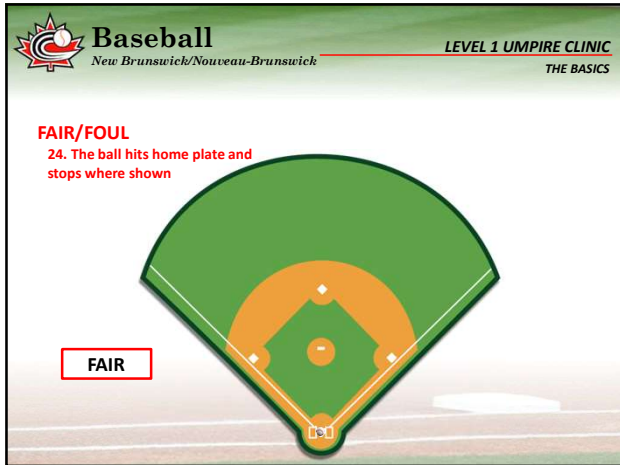 Baseball
New Brunswick/Nouveau-Brunswick
LEVEL 1 UMPIRE CLINIC
THE BASICS
FAIR/FOUL
24. The ball hits home plate and
stops where shown
FAIR